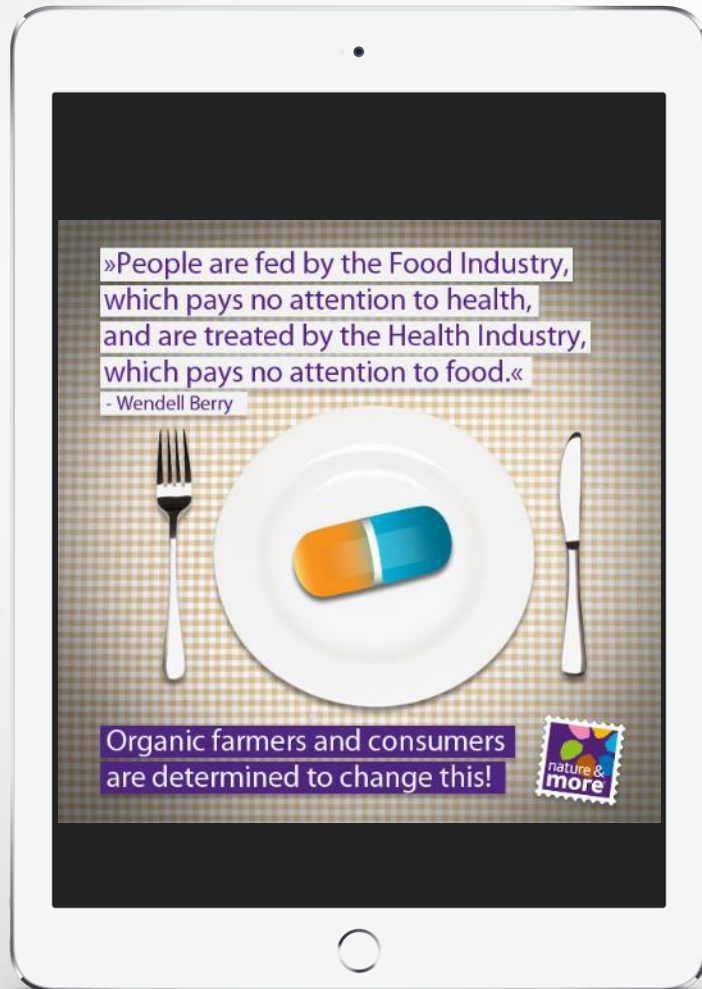 »People are fed by the Food Industry,
which pays no attention to health,
and are treated by the Health Industry,
which pays no attention to food.«
- Wendell Berry
Organic farmers and consumers
are determined to change this!
nature &
more